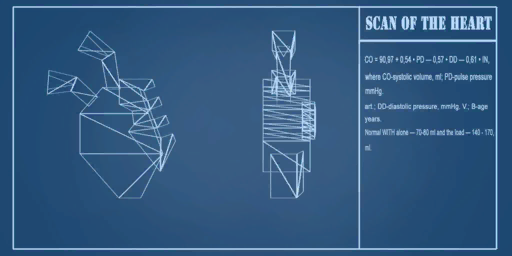 SCAN OF THE HEART
CO = 90,97 + 0,54 • PD — 0,57 • DD — 0,61 • IN,
where CO-systolic volume, ml; PD-pulse pressure
mmHg.
art.; DD-diastolic pressure, mmHg. V.; B-age
years.
Normal WITH alone — 70-80 ml and the load — 140 - 170,
ml.